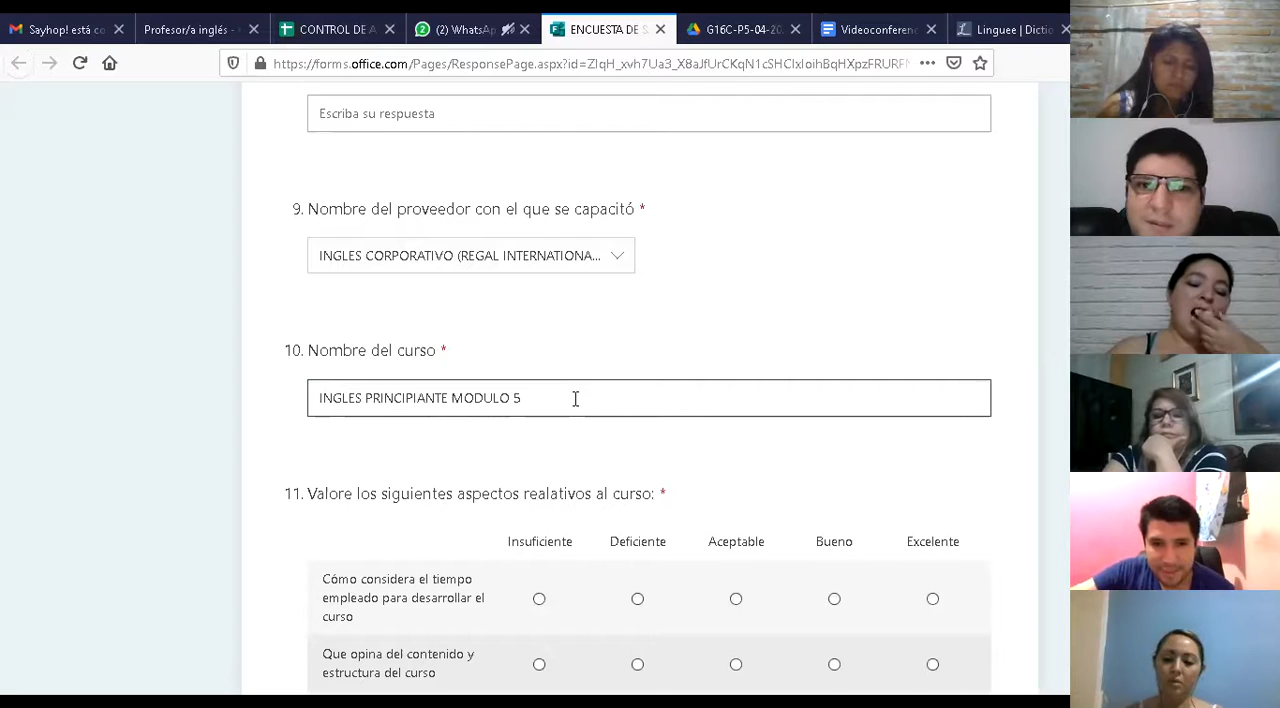 Sayhop! está co
Profesor/a inglés -
CONTROL DE A
(2) WhatsAp
ENCUESTA DE S
G16C-P5-04-20
Videoconferenc
Linguee | Dictio
https://forms.office.com/Pages/ResponsePage.aspx?id=
Escriba su respuesta
9. Nombre del proveedor con el que se capacitó *
INGLES CORPORATIVO (REGAL INTERNATIONA...
10. Nombre del curso *
INGLES PRINCIPIANTE MODULO 5
11. Valore los siguientes aspectos realativos al curso: *
Insuficiente Deficiente Aceptable Bueno Excelente
Cómo considera el tiempo
empleado para desarrollar el
curso
Que opina del contenido y
estructura del curso